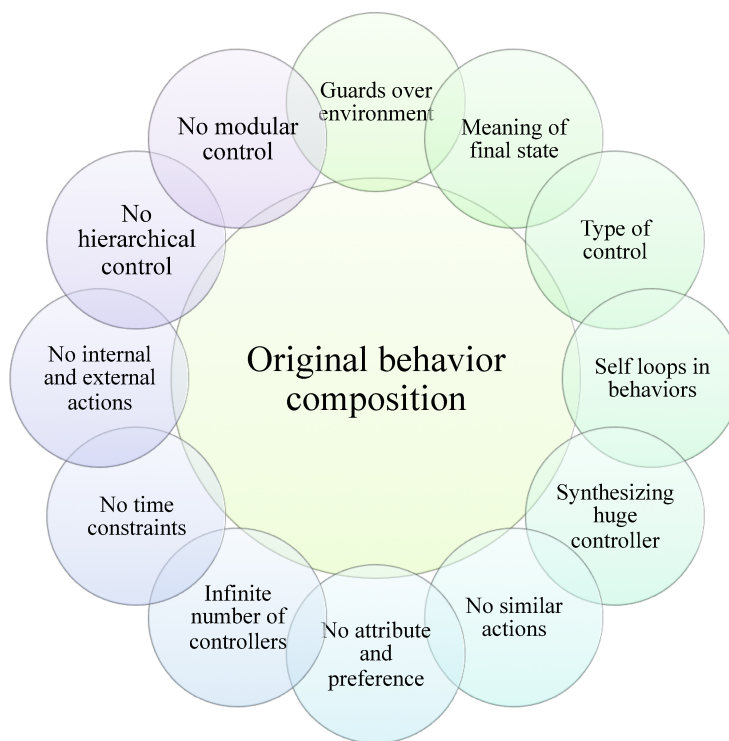 Guards over
environment
Meaning of
final state
Type of
control
Self loops in
behaviors
Synthesizing
huge
controller
No similar
actions
No attribute
and
preference
Infinite
number of
controllers
No time
constraints
No internal
and external
actions
No
hierarchical
control
No modular
control
Original behavior
composition